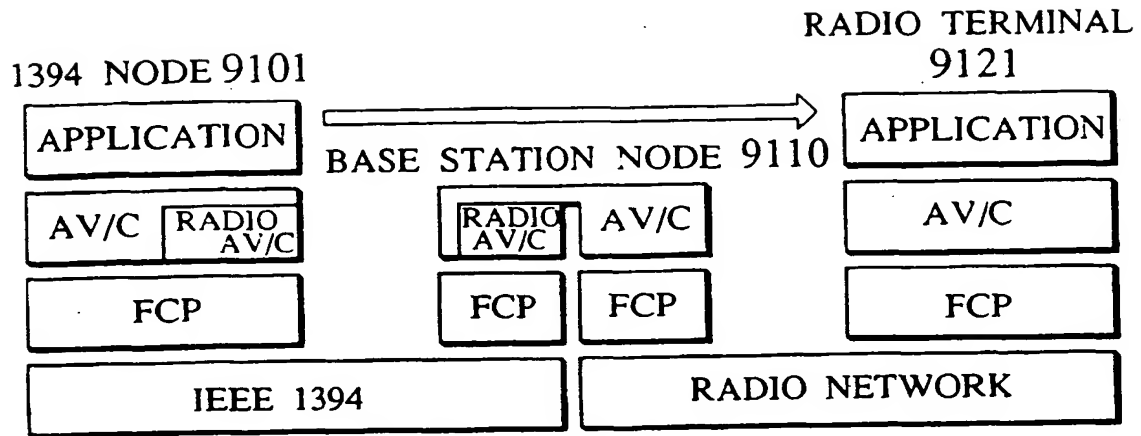 RADIO TERMINAL
9121
1394 NODE 9101
APPLICATION
APPLICATION
BASE STATION NODE 9110
AV/C
RADIO
AV/C
RADIO
AV/C
AV/C
AV/C
FCP
FCP
FCP
FCP
IEEE 1394
RADIO NETWORK